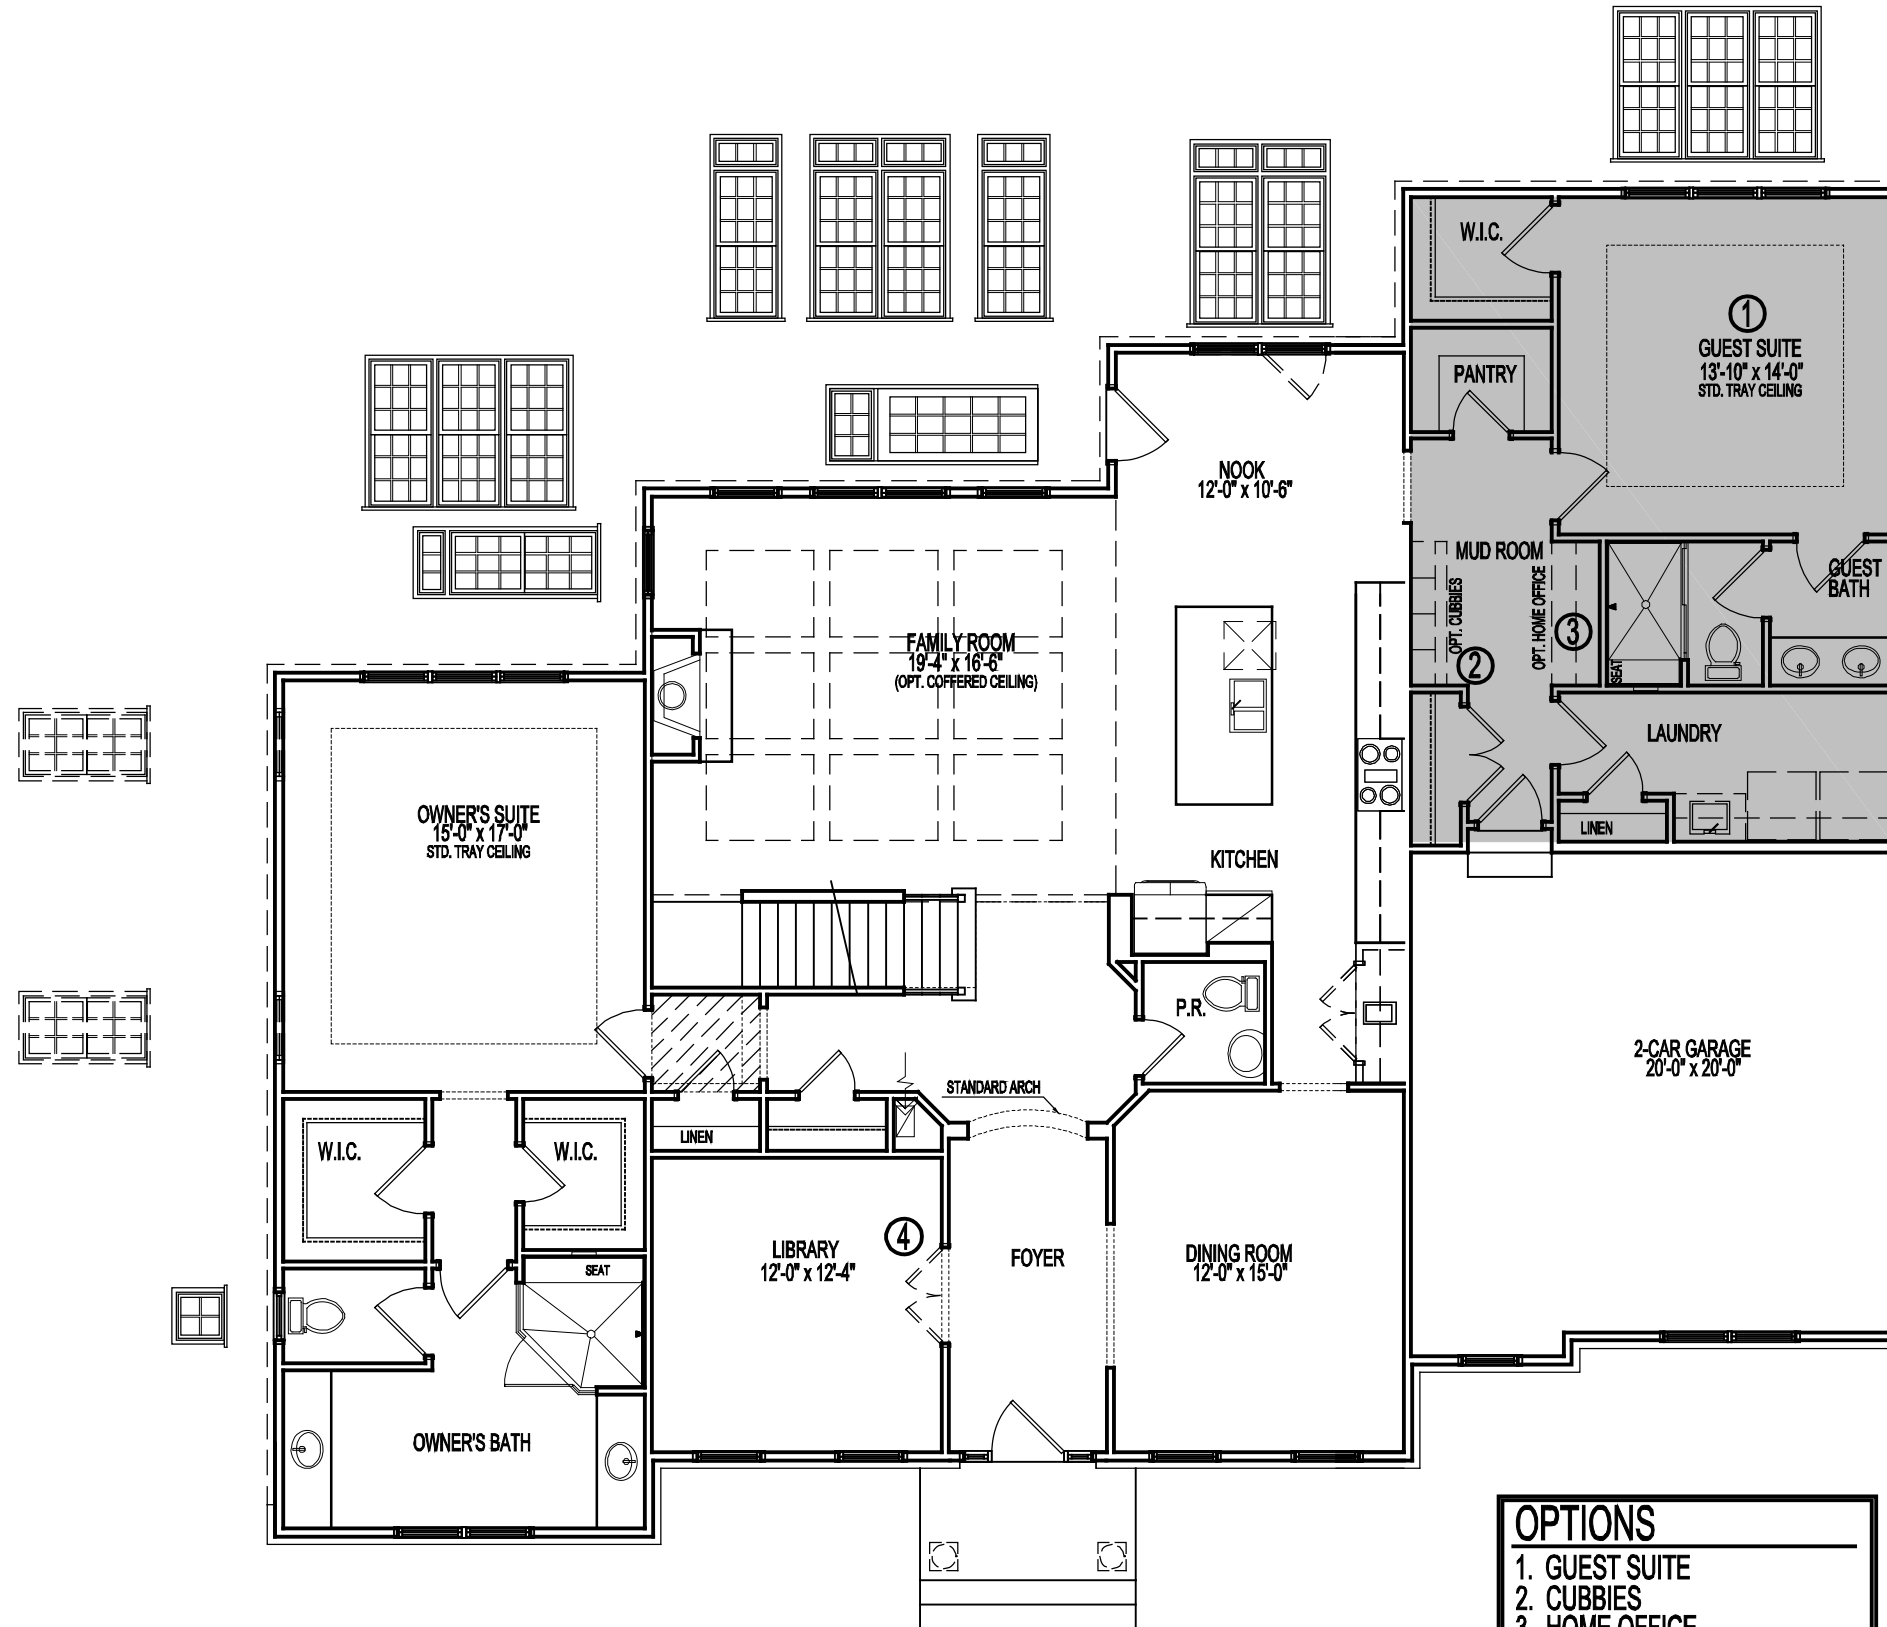 W.I.C.
1
GUEST SUITE
13'-10" x 14'-0"
STD. TRAY CEILING
PANTRY
NOOK
12'-0" x 10'-6"
MUD ROOM
OPT. CUBBIES
OPT. HOME OFFICE
2
3
SEAT
GUEST
BATH
FAMILY ROOM
19'-4" x 16'-6"
(OPT. COFFERED CEILING)
LAUNDRY
LINEN
OWNER'S SUITE
15'-0" x 17'-0"
STD. TRAY CEILING
KITCHEN
P.R.
2-CAR GARAGE
20'-0" x 20'-0"
STANDARD ARCH
W.I.C.
W.I.C.
LINEN
LIBRARY
12'-0" x 12'-4"
4
FOYER
DINING ROOM
12'-0" x 15'-0"
SEAT
OWNER'S BATH
OPTIONS
1. GUEST SUITE
2. CUBBIES
3. HOME OFFICE